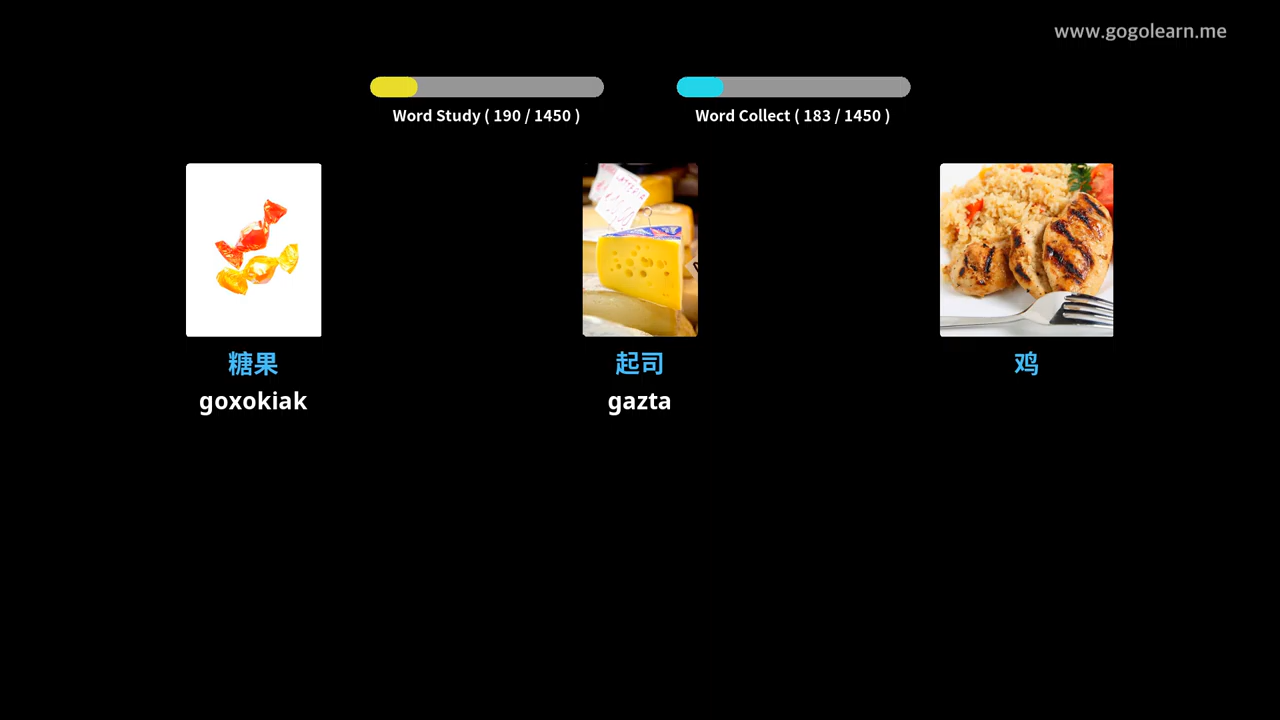 www.gogolearn.me
Word Study ( 190 / 1450 )
Word Collect ( 183 / 1450 )
糖果
起司
鸡
goxokiak
gazta